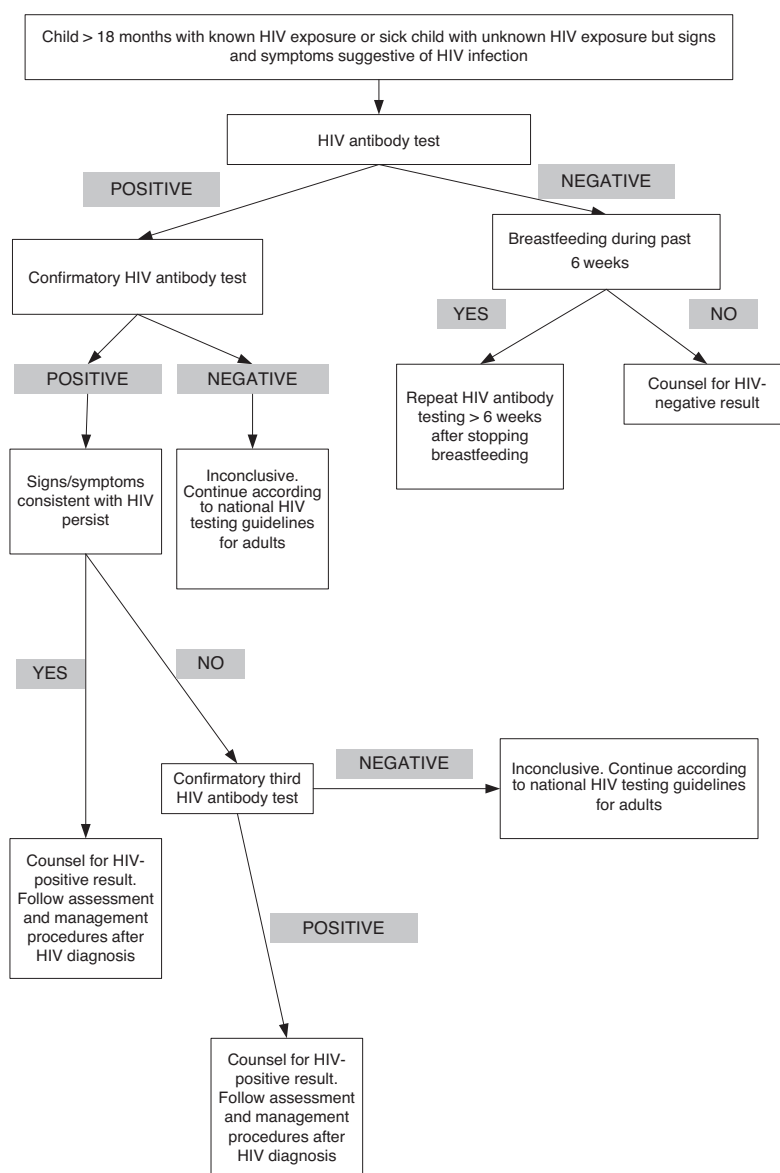 Child > 18 months with known HIV exposure or sick child with unknown HIV exposure but signs
and symptoms suggestive of HIV infection
HIV antibody test
POSITIVE
NEGATIVE
Confirmatory HIV antibody test
Breastfeeding during past
6 weeks
YES
NO
POSITIVE
NEGATIVE
Repeat HIV antibody
testing > 6 weeks
after stopping
breastfeeding
Counsel for HIV-
negative result
Signs/symptoms
consistent with HIV
persist
Inconclusive.
Continue according
to national HIV
testing guidelines
for adults
YES
NO
Confirmatory third
HIV antibody test
NEGATIVE
Inconclusive. Continue according
to national HIV testing guidelines
for adults
Counsel for HIV-
positive result.
Follow assessment
and management
procedures after
HIV diagnosis
POSITIVE
Counsel for HIV-
positive result.
Follow assessment
and management
procedures after
HIV diagnosis